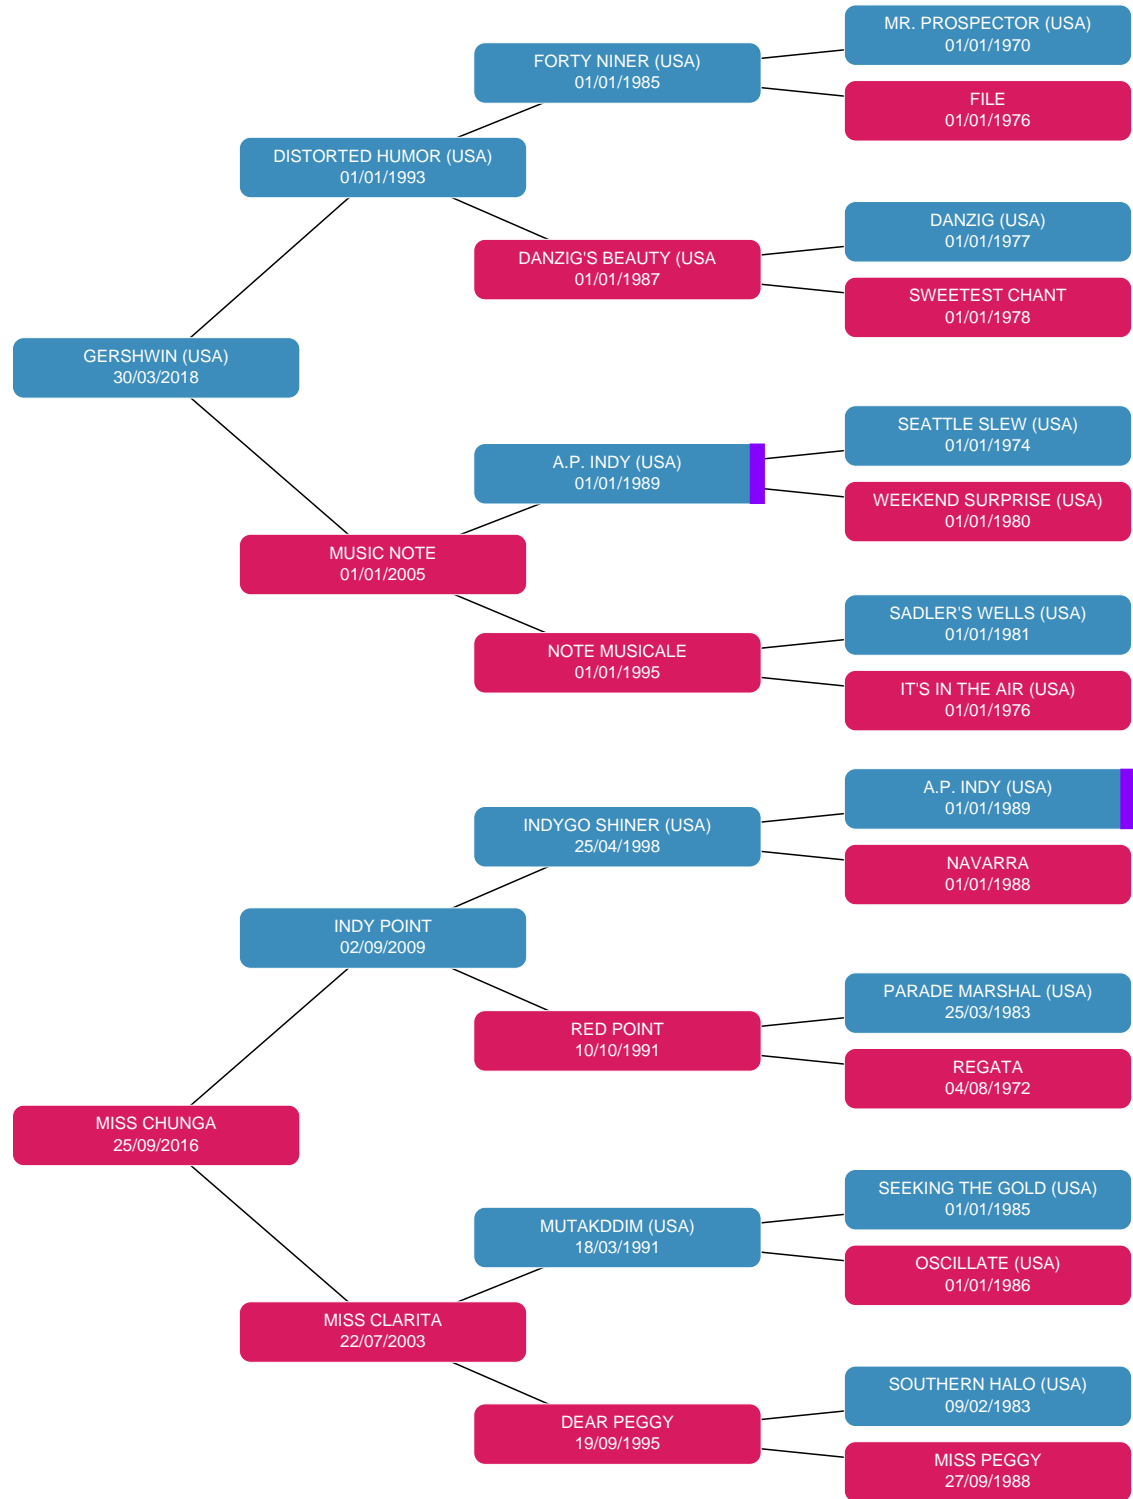 MR. PROSPECTOR (USA)
01/01/1970
FORTY NINER (USA)
01/01/1985
FILE
01/01/1976
DISTORTED HUMOR (USA)
01/01/1993
DANZIG (USA)
01/01/1977
DANZIG'S BEAUTY (USA
01/01/1987
SWEETEST CHANT
01/01/1978
GERSHWIN (USA)
30/03/2018
SEATTLE SLEW (USA)
01/01/1974
A.P. INDY (USA)
01/01/1989
WEEKEND SURPRISE (USA)
01/01/1980
MUSIC NOTE
01/01/2005
SADLER'S WELLS (USA)
01/01/1981
NOTE MUSICALE
01/01/1995
IT'S IN THE AIR (USA)
01/01/1976
A.P. INDY (USA)
01/01/1989
INDYGO SHINER (USA)
25/04/1998
NAVARRA
01/01/1988
INDY POINT
02/09/2009
PARADE MARSHAL (USA)
25/03/1983
RED POINT
10/10/1991
REGATA
04/08/1972
MISS CHUNGA
25/09/2016
SEEKING THE GOLD (USA)
01/01/1985
MUTAKDDIM (USA)
18/03/1991
OSCILLATE (USA)
01/01/1986
MISS CLARITA
22/07/2003
SOUTHERN HALO (USA)
09/02/1983
DEAR PEGGY
19/09/1995
MISS PEGGY
27/09/1988